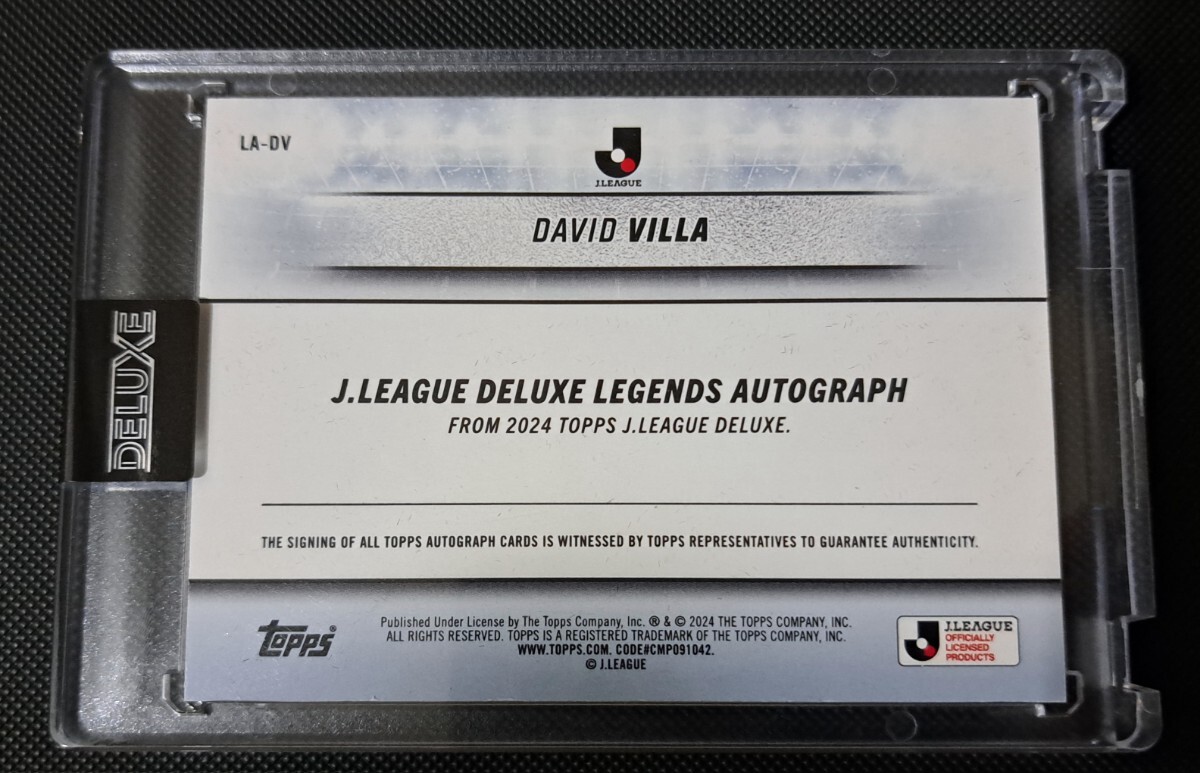 LA-DV
J.LEAGUE
DAVID VILLA
DELUXE
J.LEAGUE DELUXE LEGENDS AUTOGRAPH
FROM 2024 TOPPS J.LEAGUE DELUXE.
THE SIGNING OF ALL TOPPS AUTOGRAPH CARDS IS WITNESSED BY TOPPS REPRESENTATIVES TO GUARANTEE AUTHENTICITY.
topps®
Published Under License by The Topps Company, Inc. ® & © 2024 THE TOPPS COMPANY, INC.
ALL RIGHTS RESERVED. TOPPS IS A REGISTERED TRADEMARK OF THE TOPPS COMPANY, INC.
WWW.TOPPS.COM. CODE#CMP091042.
© J.LEAGUE
J.LEAGUE
OFFICIALLY
LICENSED
PRODUCTS